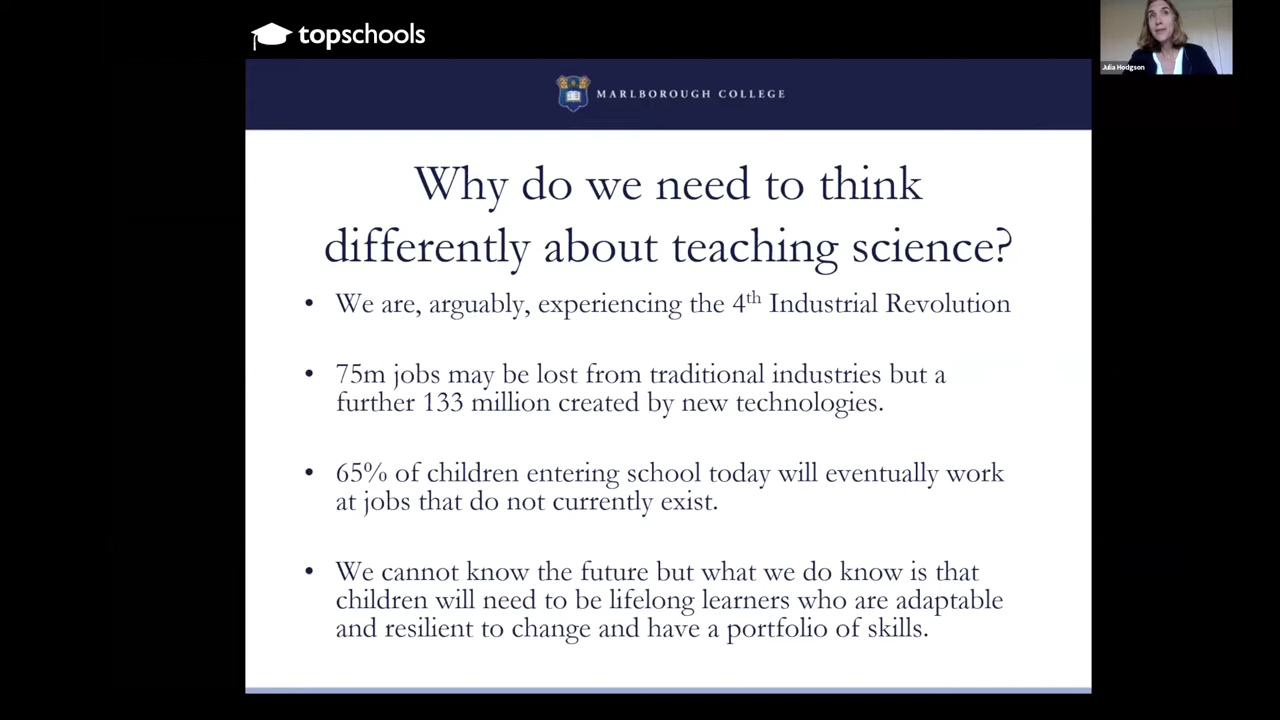 topschools
Julia Hodgson
MARLBOROUGH COLLEGE
Why do we need to think
differently about teaching science?
• We are, arguably, experiencing the 4th Industrial Revolution
• 75m jobs may be lost from traditional industries but a
further 133 million created by new technologies.
• 65% of children entering school today will eventually work
at jobs that do not currently exist.
• We cannot know the future but what we do know is that
children will need to be lifelong learners who are adaptable
and resilient to change and have a portfolio of skills.